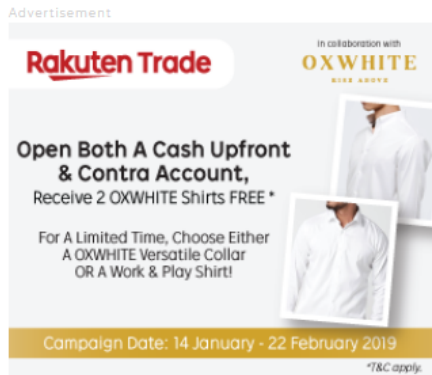 Advertisement
In collaboration with
Rakuten Trade
OXWHITE
RISE ABOVE
Open Both A Cash Upfront
& Contra Account,
Receive 2 OXWHITE Shirts FREE *
For A Limited Time, Choose Either
A OXWHITE Versatile Collar
OR A Work & Play Shirt!
Campaign Date: 14 January - 22 February 2019
*T&C apply.